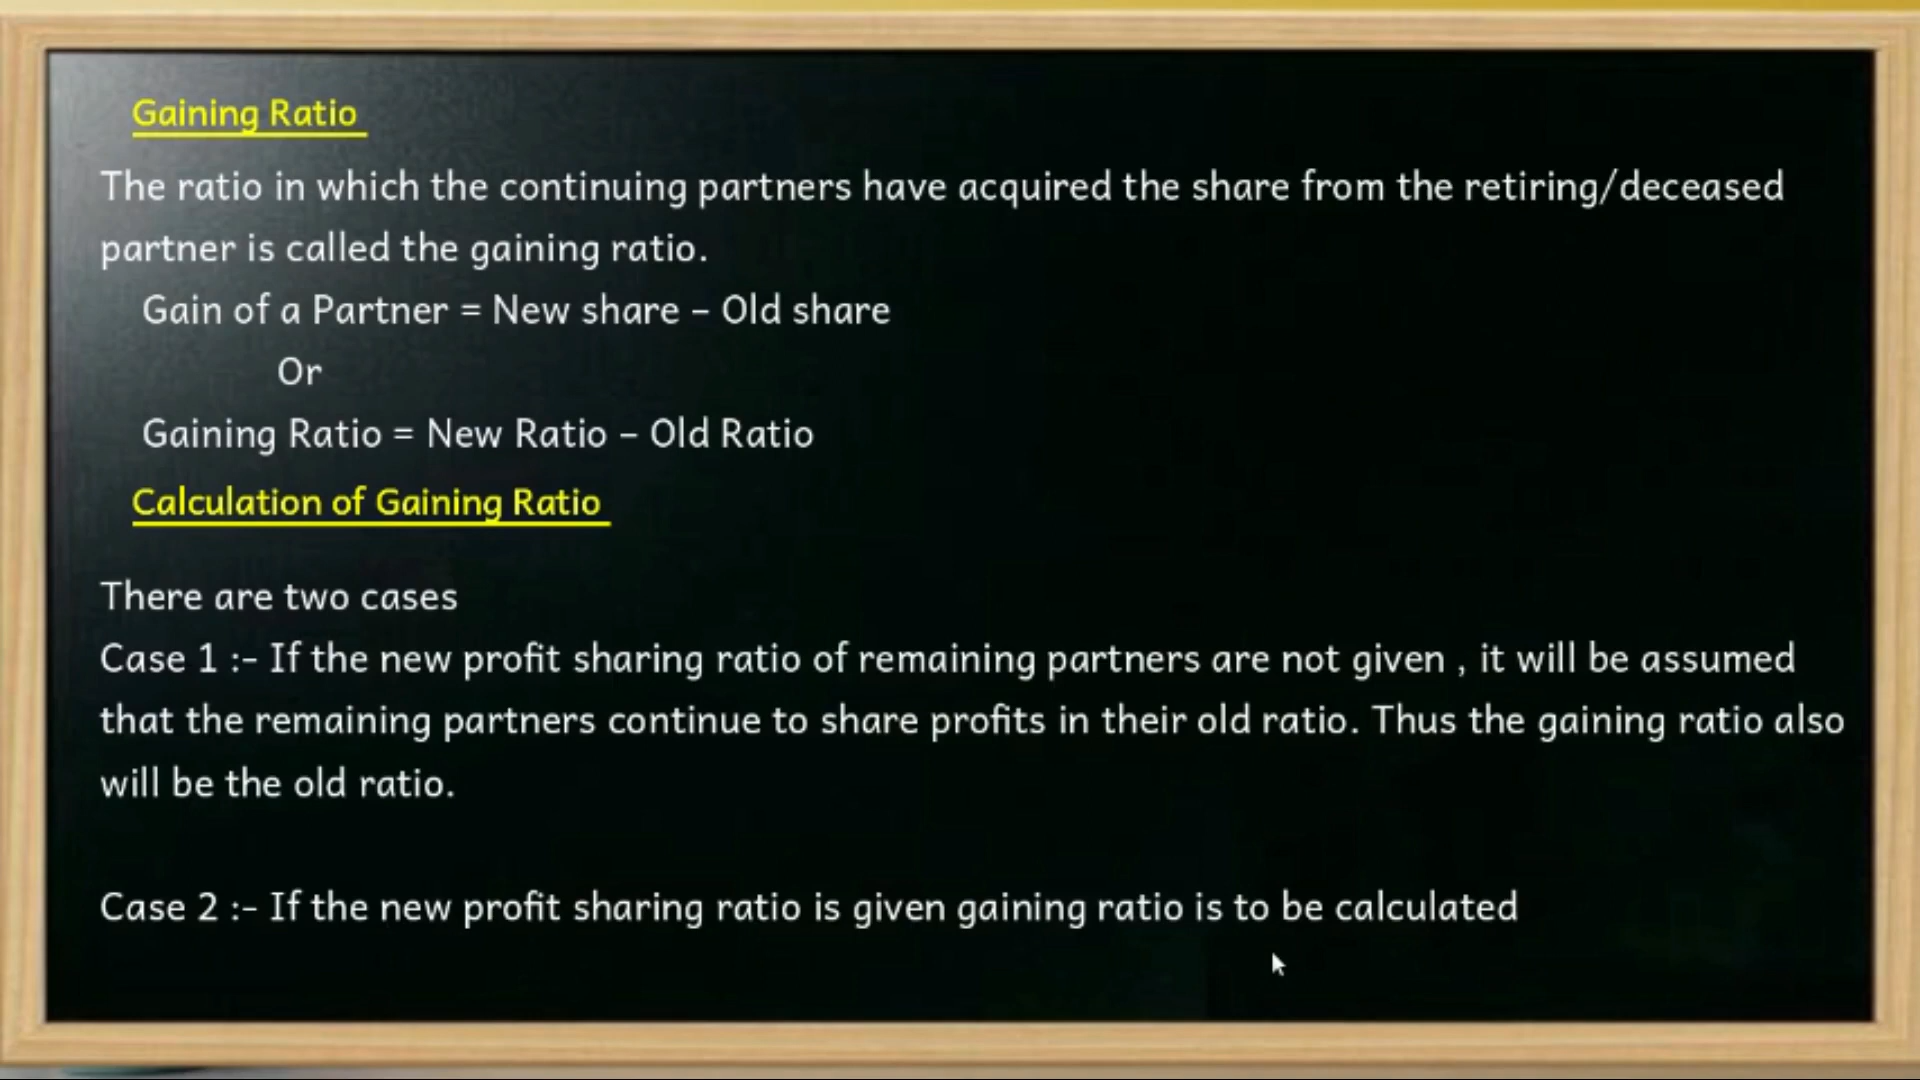 Gaining Ratio
The ratio in which the continuing partners have acquired the share from the retiring/deceased
partner is called the gaining ratio.
Gain of a Partner = New share – Old share
Or
Gaining Ratio = New Ratio – Old Ratio
Calculation of Gaining Ratio
There are two cases
Case 1 :- If the new profit sharing ratio of remaining partners are not given , it will be assumed
that the remaining partners continue to share profits in their old ratio. Thus the gaining ratio also
will be the old ratio.
Case 2 :- If the new profit sharing ratio is given gaining ratio is to be calculated